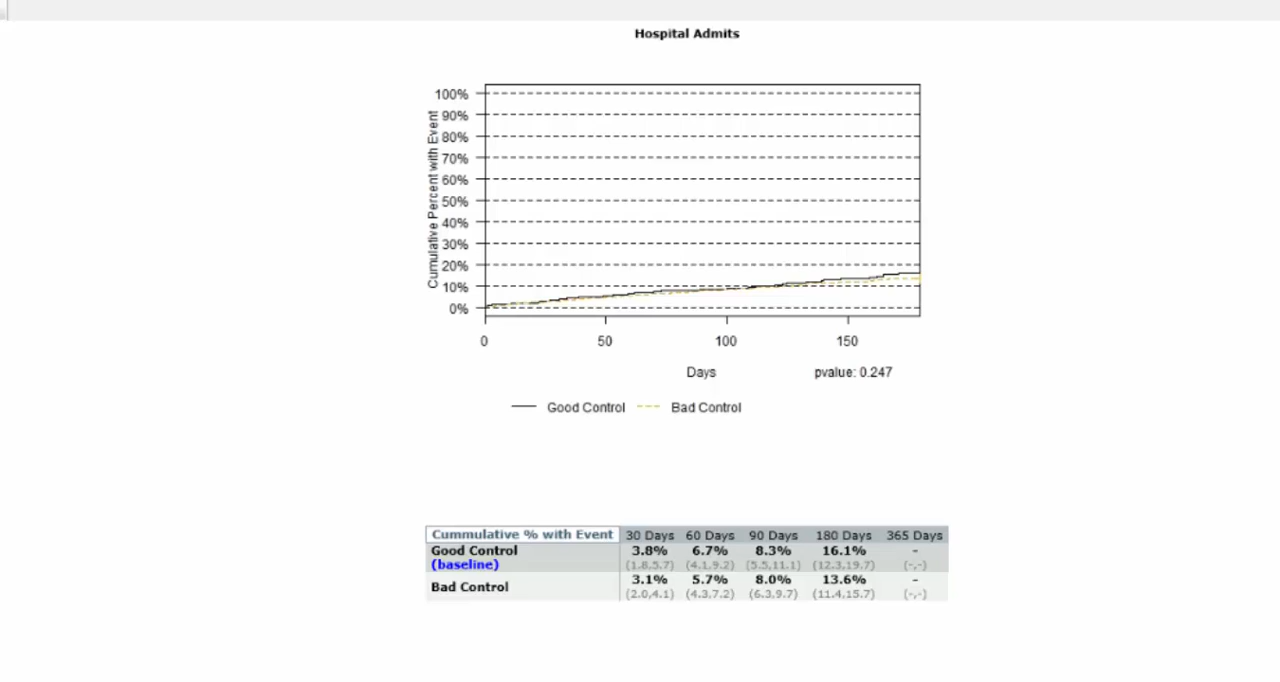 Hospital Admits
100%
90%
80%
70%
60%
50%
40%
30%
20%
10%
0%
Cumulative Percent with Event
0 50 100 150
Days pvalue: 0.247
Good Control Bad Control
Cummulative % with Event 30 Days 60 Days 90 Days 180 Days 365 Days
Good Control 3.8% 6.7% 8.3% 16.1% -
(baseline) (1.8,5.7) (4.1,9.2) (5.5,11.1) (12.3,19.7) (-,-)
Bad Control 3.1% 5.7% 8.0% 13.6% -
(2.0,4.1) (4.3,7.2) (6.3,9.7) (11.4,15.7) (-,-)